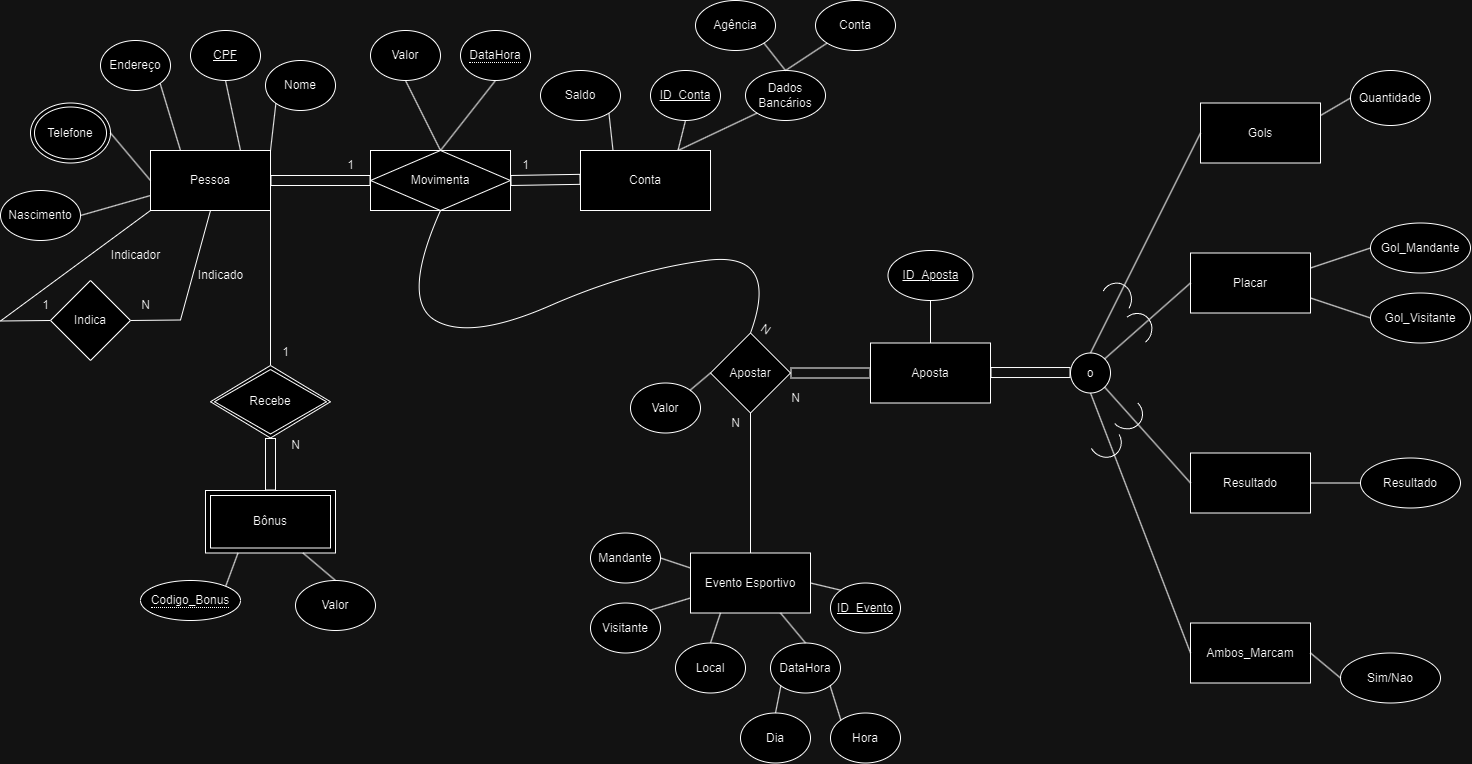 Agência
Conta
CPF
Valor
DataHora
Endereço
Nome
Saldo
ID_Conta
Dados
Bancários
Quantidade
Telefone
Gols
1
1
Pessoa
Movimenta
Conta
Nascimento
Indicador
Indicado
Gol_Mandante
ID_Aposta
Placar
1
N
Indica
Gol_Visitante
N
1
Apostar
Aposta
o
Recebe
Valor
N
N
N
Resultado
Resultado
Bônus
Mandante
Evento Esportivo
Codigo_Bonus
Valor
ID_Evento
Visitante
Ambos_Marcam
Local
DataHora
Sim/Nao
Dia
Hora